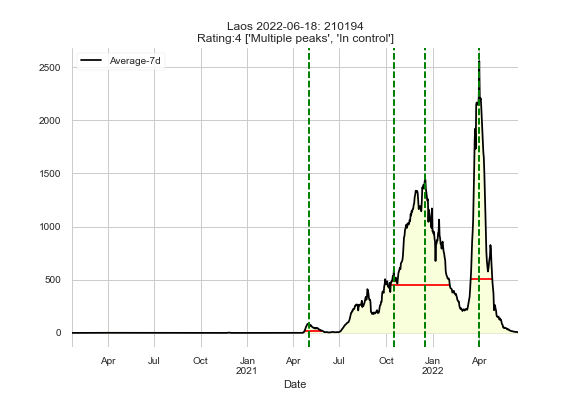 Laos 2022-06-18: 210194
Rating:4 ['Multiple peaks', 'In control']
Average-7d
2500
2000
1500
1000
500
0
Apr Jul Oct Jan Apr Jul Oct Jan Apr
2021 2022
Date